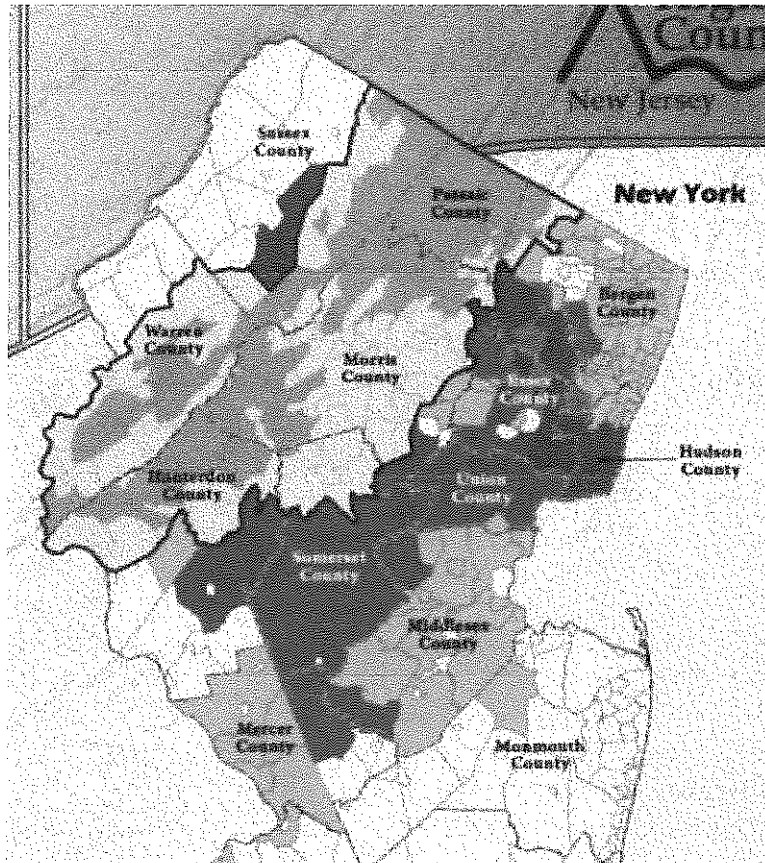 Coun
New Jersey
Sussex
County
Passaic
County
New York
Bergen
County
Warren
County
Morris
County
Essex
County
Hudson
County
Hunterdon
County
Union
County
Somerset
County
Middlesex
County
Mercer
County
Monmouth
County